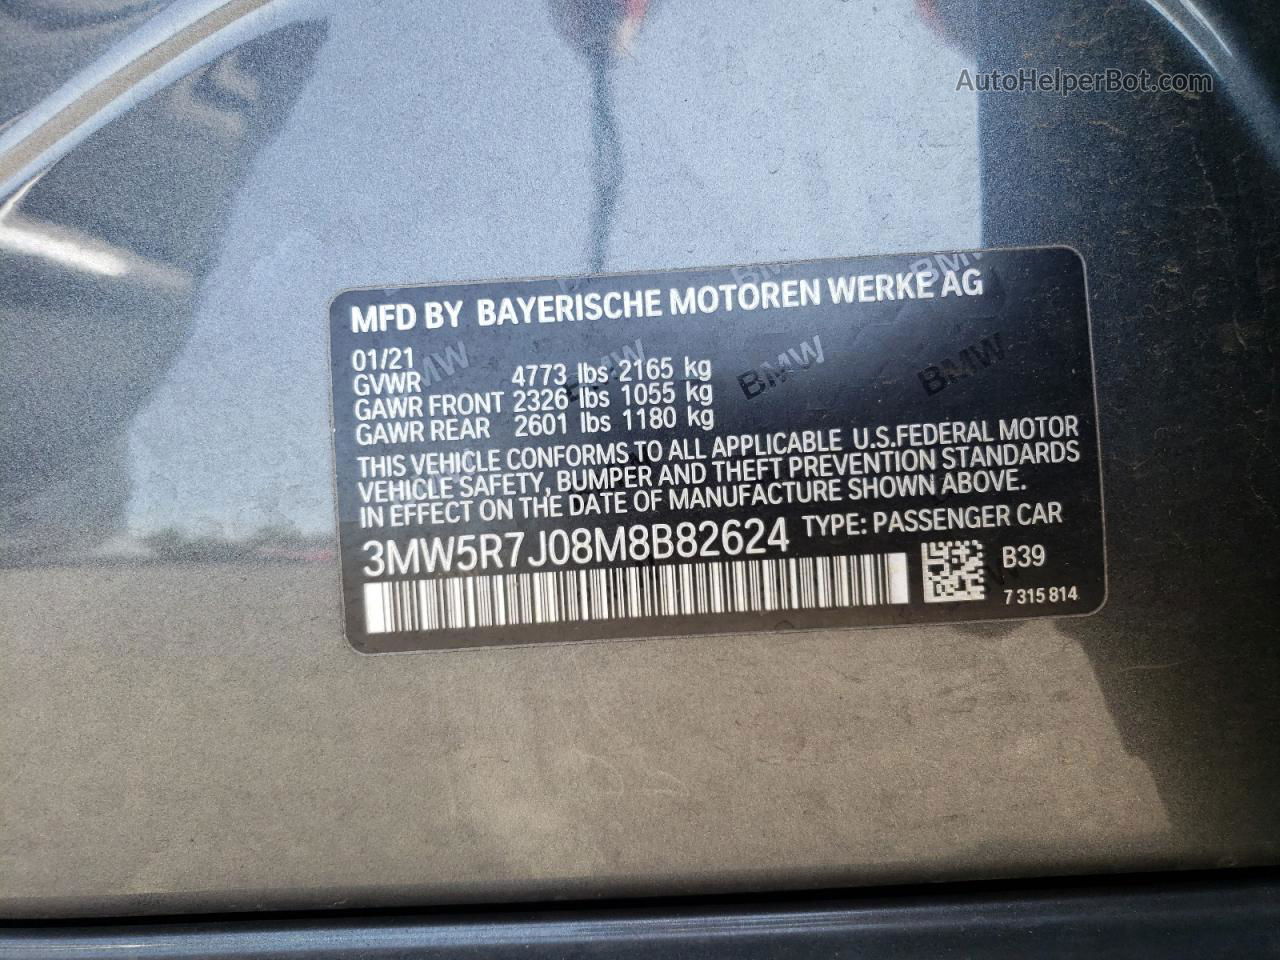 AutoHelperBot.com
MFD BY BAYERISCHE MOTOREN WERKE AG
01/21
GVWR 4773 lbs 2165 kg
GAWR FRONT 2326 lbs 1055 kg
GAWR REAR 2601 lbs 1180 kg
THIS VEHICLE CONFORMS TO ALL APPLICABLE U.S.FEDERAL MOTOR
VEHICLE SAFETY, BUMPER AND THEFT PREVENTION STANDARDS
IN EFFECT ON THE DATE OF MANUFACTURE SHOWN ABOVE.
3MW5R7J08M8B82624 TYPE: PASSENGER CAR
B39
7 315 814